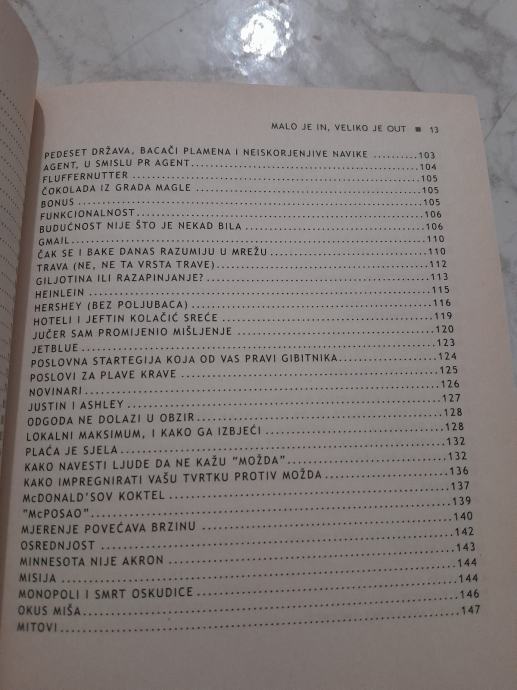 MALO JE IN, VELIKO JE OUT ■ 13
PEDESET DRŽAVA, BACAČI PLAMENA I NEISKORJENJIVE NAVIKE ..........103
AGENT, U SMISLU PR AGENT..........104
FLUFFERNUTTER ..........105
ČOKOLADA IZ GRADA MAGLE ..........105
BONUS ..........105
FUNKCIONALNOST..........106
BUDUĆNOST NIJE ŠTO JE NEKAD BILA ..........106
GMAIL..........110
ČAK SE I BAKE DANAS RAZUMIJU U MREŽU..........110
TRAVA (NE, NE TA VRSTA TRAVE)..........112
GILJOTINA ILI RAZAPINJANJE?..........113
HEINLEIN ..........115
HERSHEY (BEZ POLJUBACA) ..........116
HOTELI I JEFTIN KOLAČIĆ SREĆE ..........119
JUČER SAM PROMIJENIO MIŠLJENJE ..........120
JETBLUE..........123
POSLOVNA STARTEGIJA KOJA OD VAS PRAVI GIBITNIKA..........124
POSLOVI ZA PLAVE KRAVE ..........125
NOVINARI..........126
JUSTIN I ASHLEY..........127
ODGODA NE DOLAZI U OBZIR..........128
LOKALNI MAKSIMUM, I KAKO GA IZBJEĆI ..........128
PLAĆA JE SJELA..........132
KAKO NAVESTI LJUDE DA NE KAŽU "MOŽDA"..........132
KAKO IMPREGNIRATI VAŠU TVRTKU PROTIV MOŽDA..........136
McDONALD'SOV KOKTEL ..........137
"McPOSAO"..........139
MJERENJE POVEĆAVA BRZINU ..........140
OSREDNJOST ..........142
MINNESOTA NIJE AKRON ..........143
MISIJA ..........144
MONOPOLI I SMRT OSKUDICE..........144
OKUS MIŠA..........146
MITOVI..........147